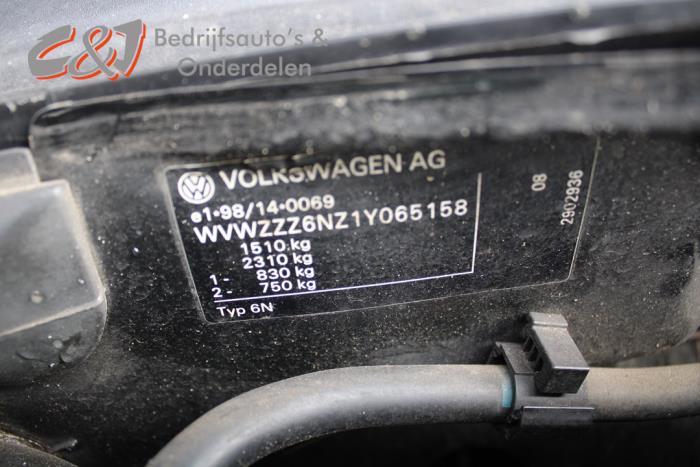 C&J Bedrijfsauto's &
Onderdelen
VOLKSWAGEN AG
e1*98/14*0069
WVWZZZ6NZ1Y065158
1510 kg
2310 kg
1- 830 kg
2- 750 kg
Typ 6N
08
2902936